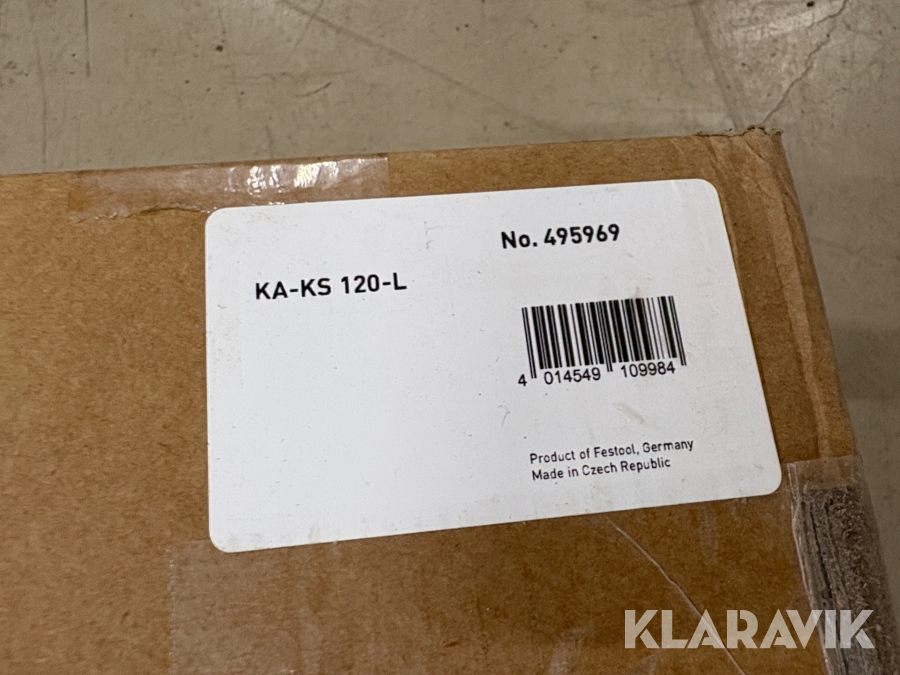 No. 495969
KA-KS 120-L
4 014549 109984
Product of Festool, Germany
Made in Czech Republic
KLARAVIK